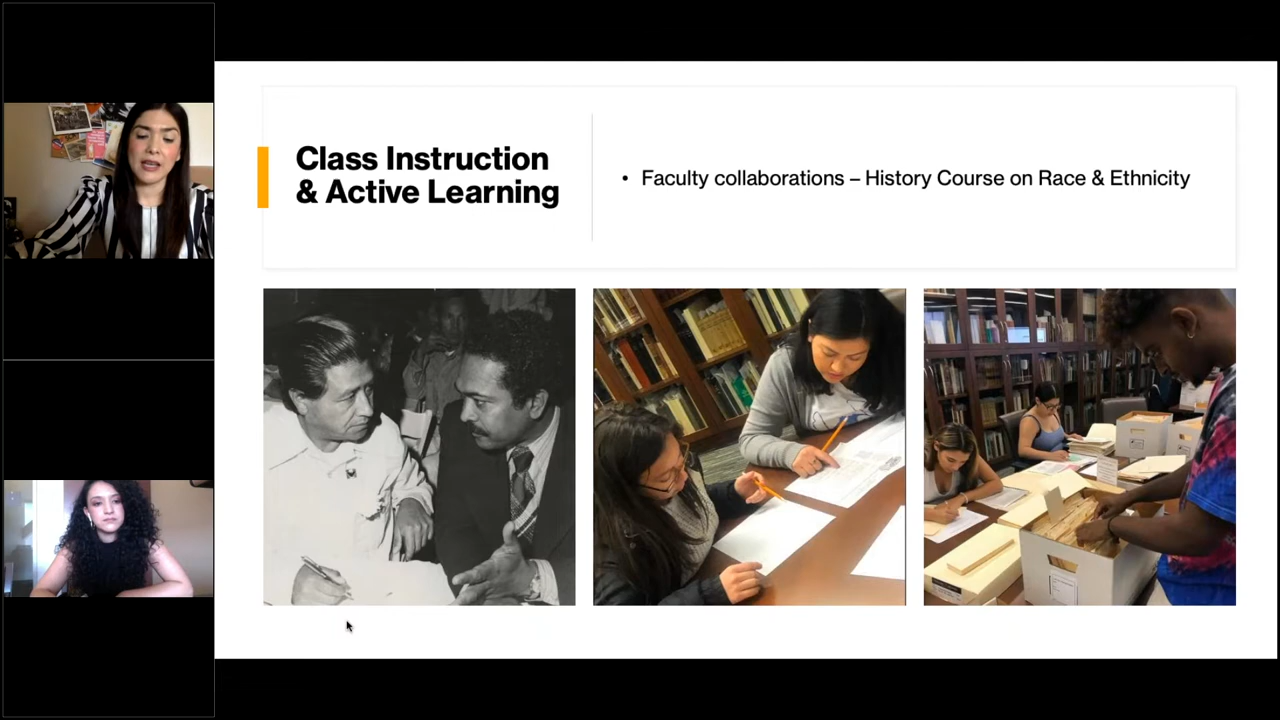 Class Instruction
& Active Learning
• Faculty collaborations – History Course on Race & Ethnicity